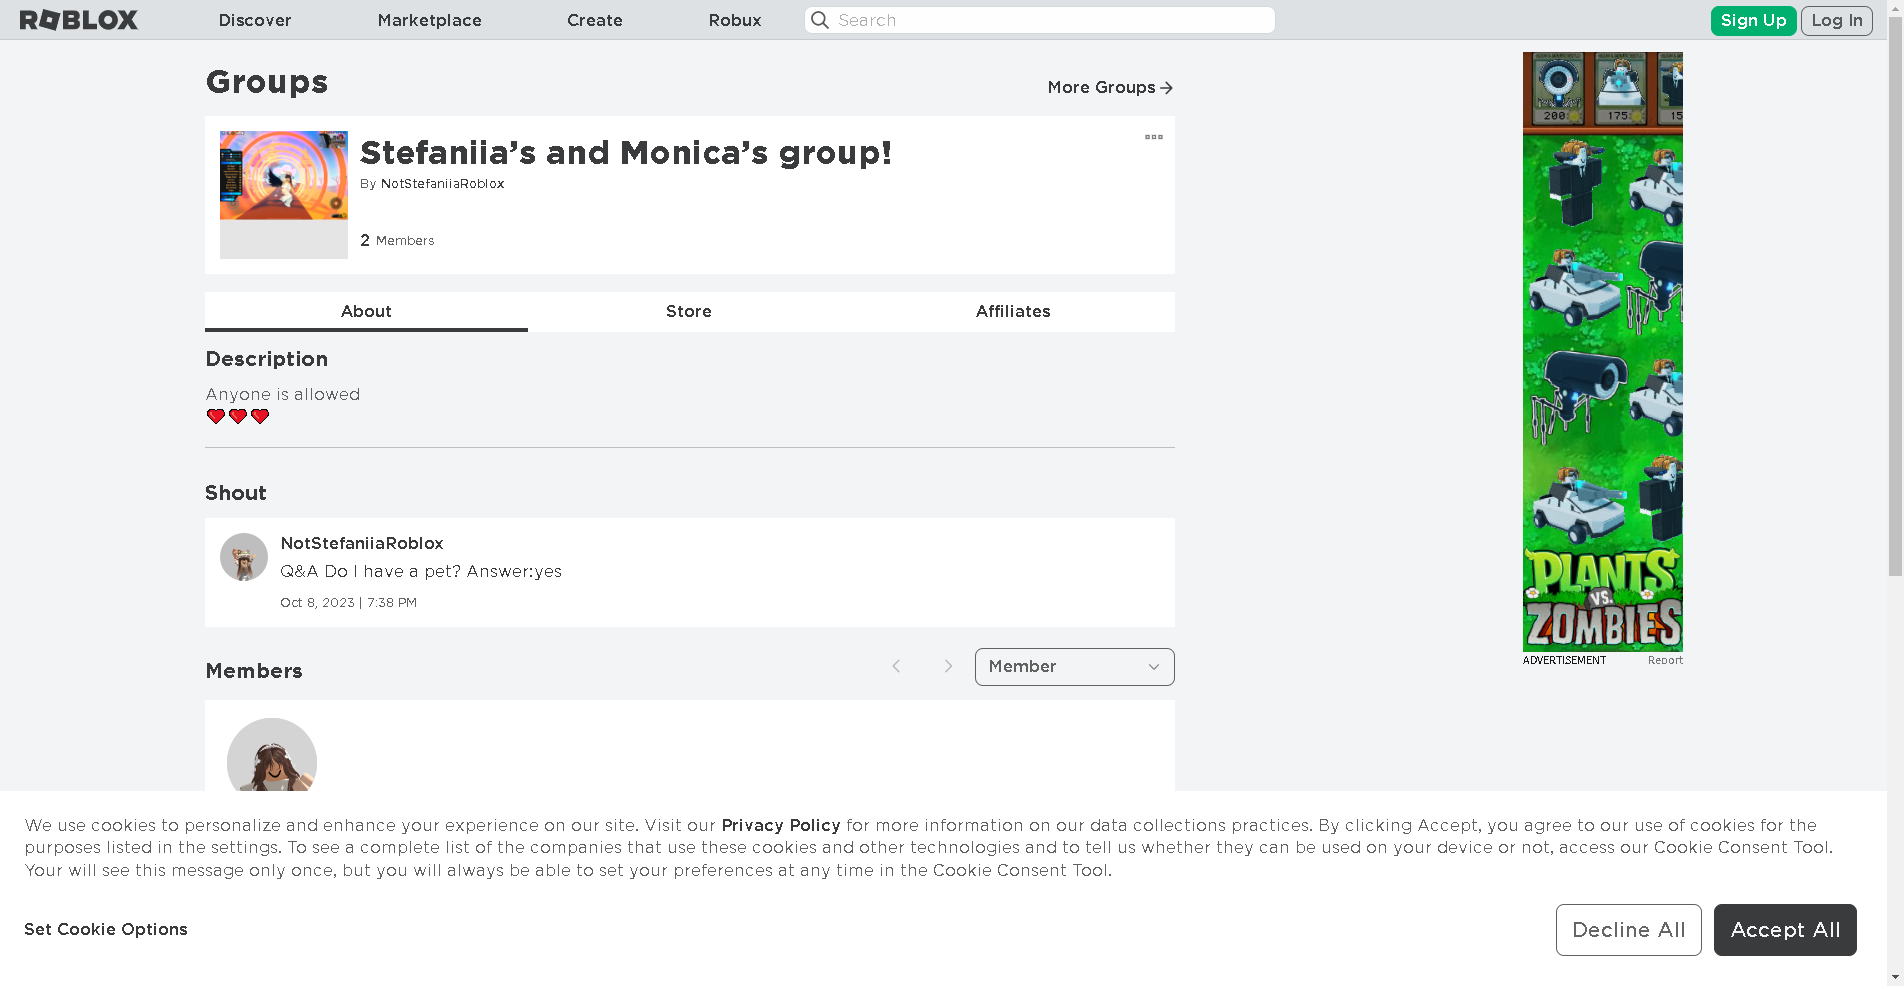 ROBLOX
Discover
Marketplace
Create
Robux
Search
Sign Up
Log In
Groups
More Groups
Stefaniia's and Monica's group!
By NotStefaniiaRoblox
2 Members
About
Store
Affiliates
Description
Anyone is allowed
Shout
NotStefaniiaRoblox
Q&A Do I have a pet? Answer:yes
Oct 8, 2023 | 7:38 PM
Members
Member
200
175
15
PLANTS
VS.
ZOMBIES
ADVERTISEMENT
Report
We use cookies to personalize and enhance your experience on our site. Visit our Privacy Policy for more information on our data collections practices. By clicking Accept, you agree to our use of cookies for the
purposes listed in the settings. To see a complete list of the companies that use these cookies and other technologies and to tell us whether they can be used on your device or not, access our Cookie Consent Tool.
Your will see this message only once, but you will always be able to set your preferences at any time in the Cookie Consent Tool.
Set Cookie Options
Decline All
Accept All